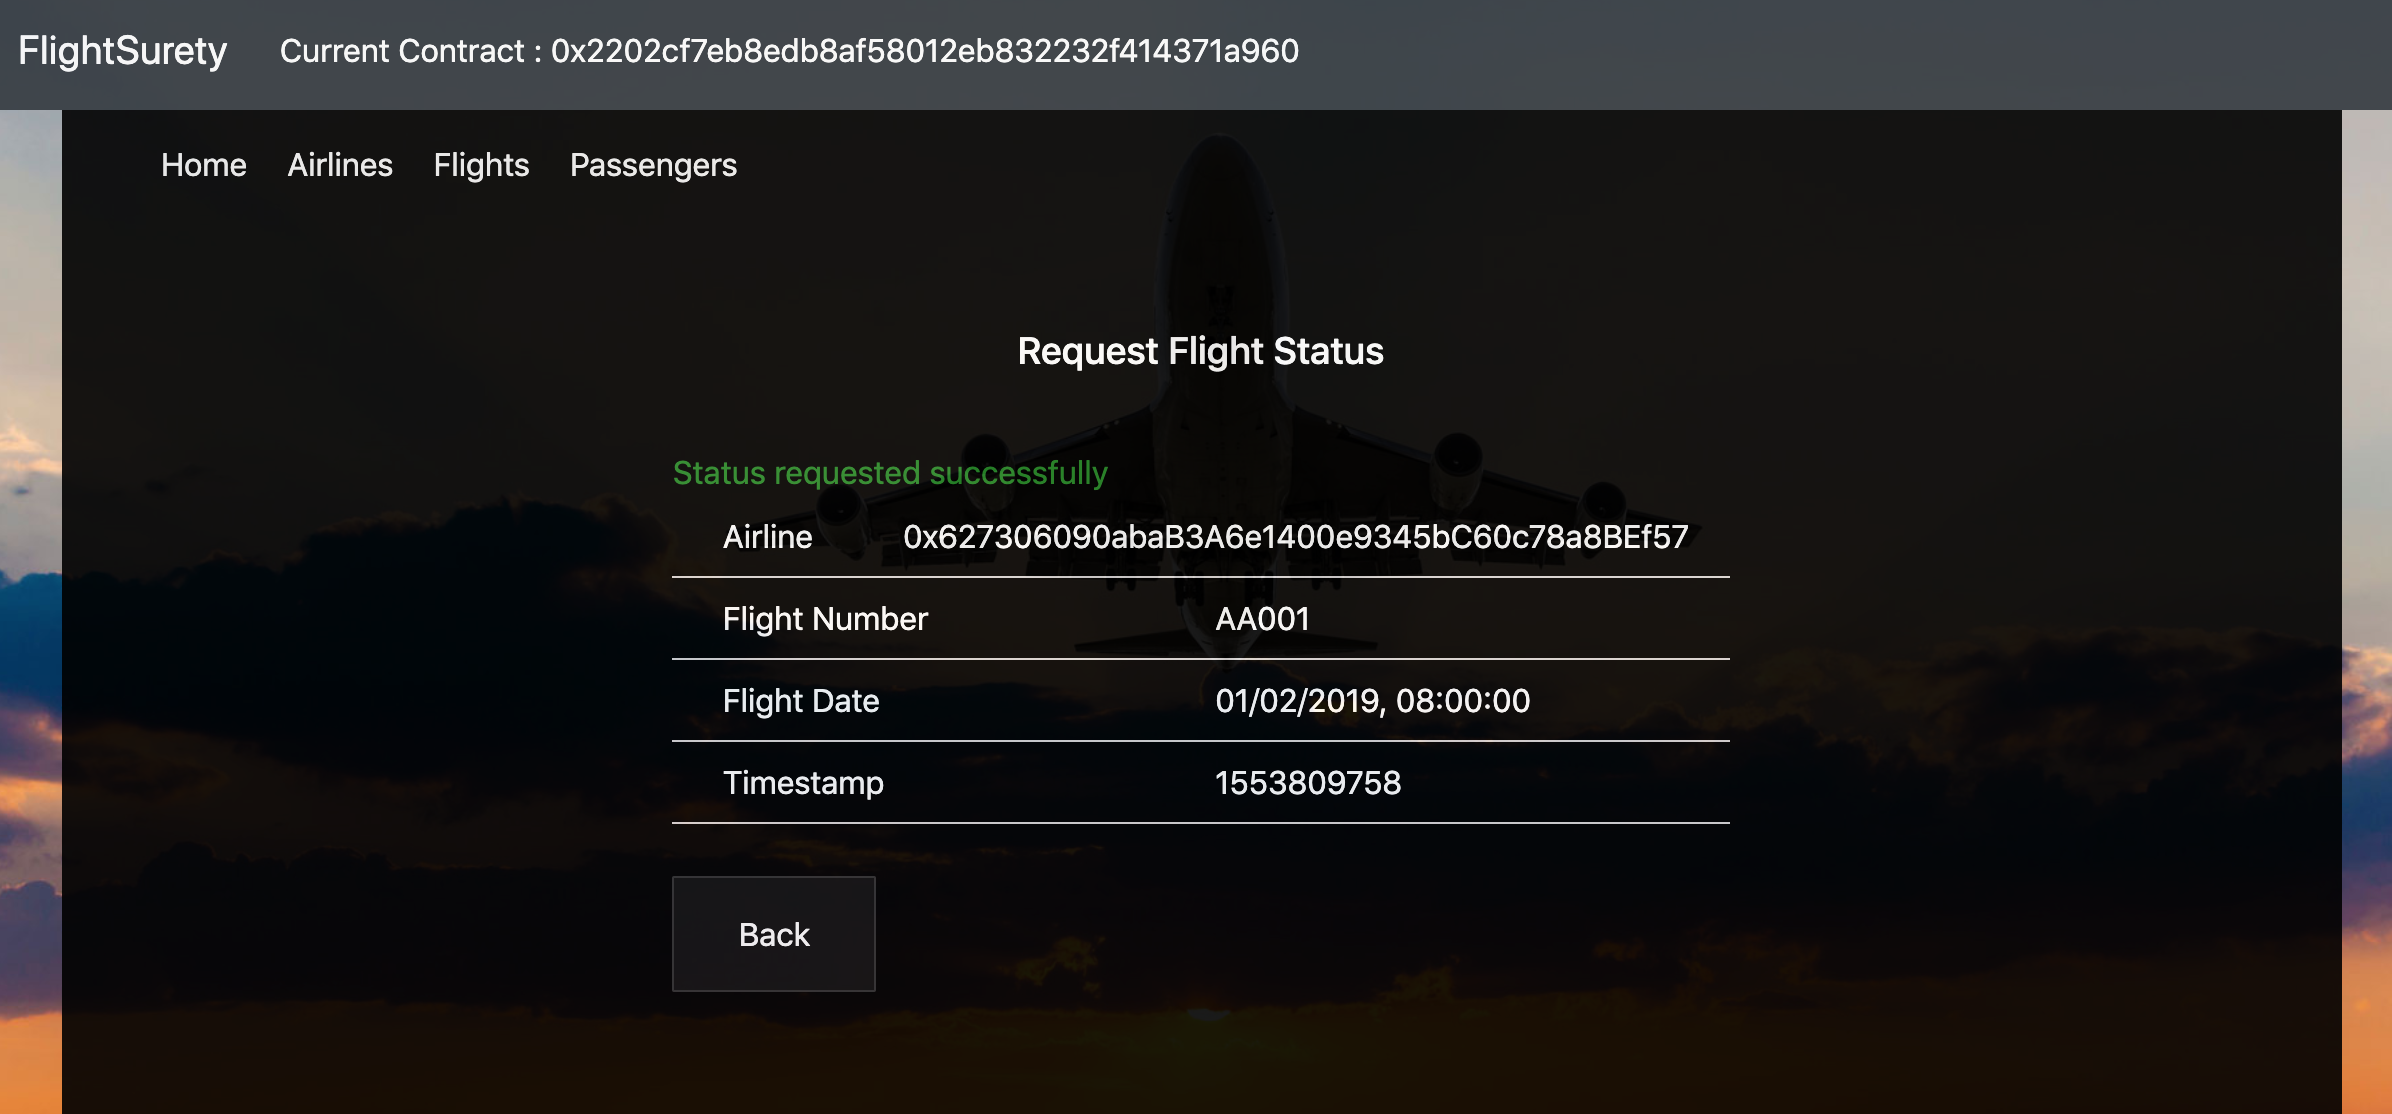 FlightSurety Current Contract : 0x2202cf7eb8edb8af58012eb832232f414371a960
Home Airlines Flights Passengers
Request Flight Status
Status requested successfully
Airline 0x627306090abaB3A6e1400e9345bC60c78a8BEf57
Flight Number AA001
Flight Date 01/02/2019, 08:00:00
Timestamp 1553809758
Back